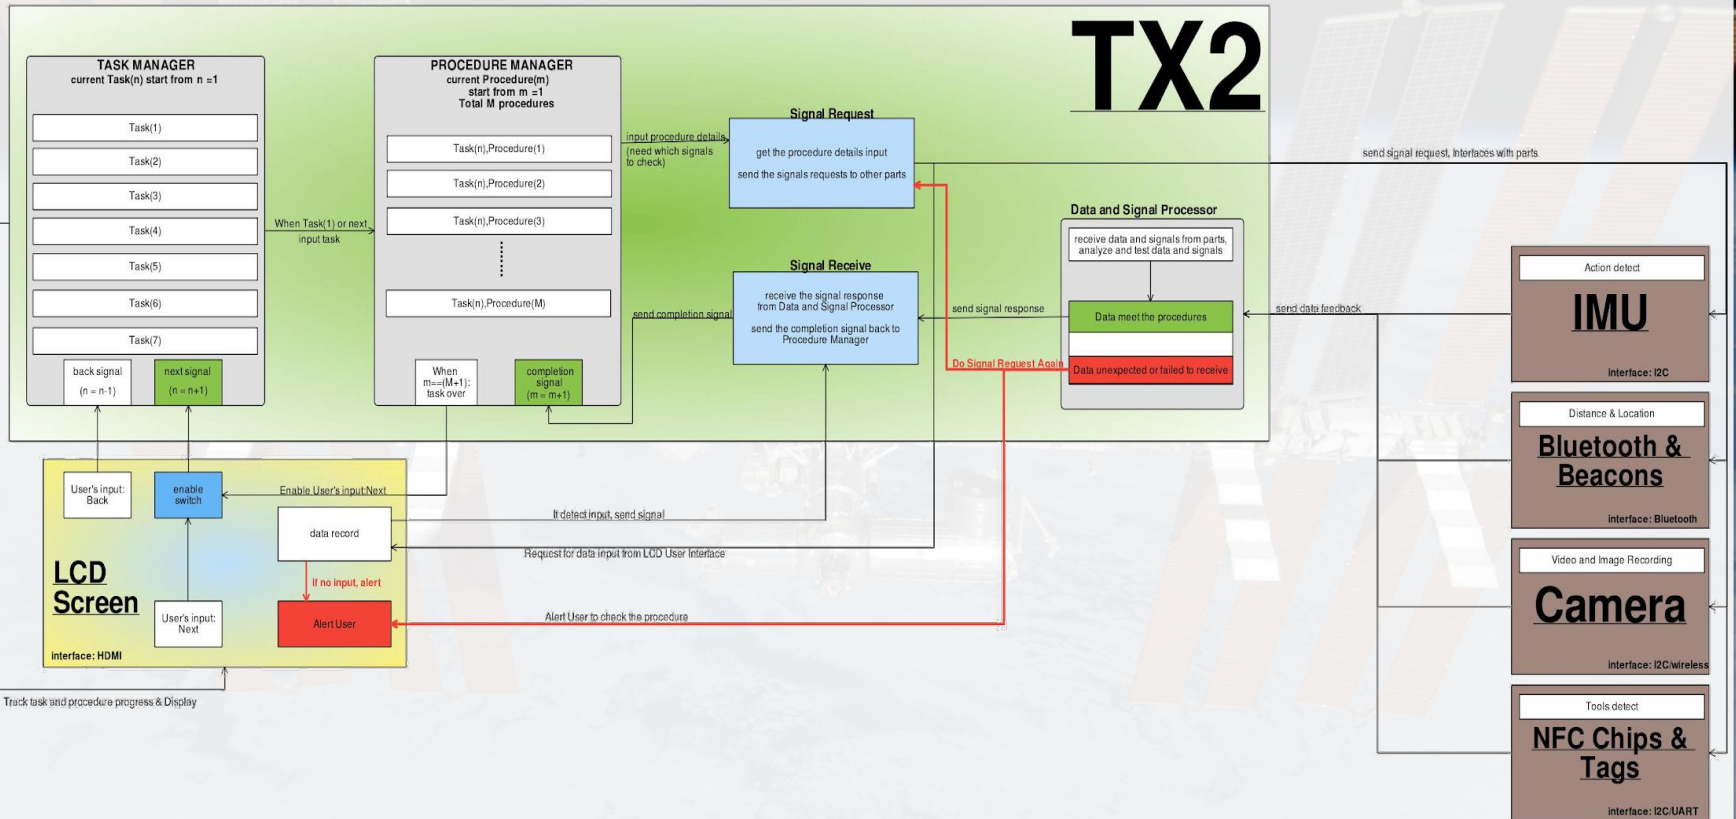 TX2
TASK MANAGER
current Task(n) start from n =1
Task(1)
Task(2)
Task(3)
Task(4)
Task(5)
Task(6)
Task(7)
back signal
(n = n-1)
next signal
(n = n+1)
When Task(1) or next
input task
PROCEDURE MANAGER
current Procedure(m)
start from m =1
Total M procedures
Task(n),Procedure(1)
Task(n),Procedure(2)
Task(n),Procedure(3)
Task(n),Procedure(M)
When
m==(M+1):
task over
completion
signal
(m = m+1)
input procedure details
(need which signals
to check)
Signal Request
get the procedure details input
send the signals requests to other parts
Signal Receive
receive the signal response
from Data and Signal Processor
send the completion signal back to
Procedure Manager
send completion signal
send signal response
Do Signal Request Again
Data and Signal Processor
receive data and signals from parts,
analyze and test data and signals
Data meet the procedures
Data unexpected or failed to receive
send signal request, Interfaces with parts
send data feedback
Action detect
IMU
interface: I2C
Distance & Location
Bluetooth &
Beacons
interface: Bluetooth
Video and Image Recording
Camera
interface: I2C/wireless
Tools detect
NFC Chips &
Tags
interface: I2C/UART
User's input:
Back
enable
switch
Enable User's input:Next
data record
If detect input, send signal
Request for data input from LCD User Interface
if no input, alert
LCD
Screen
User's input:
Next
Alert User
Alert User to check the procedure
interface: HDMI
Track task and procedure progress & Display